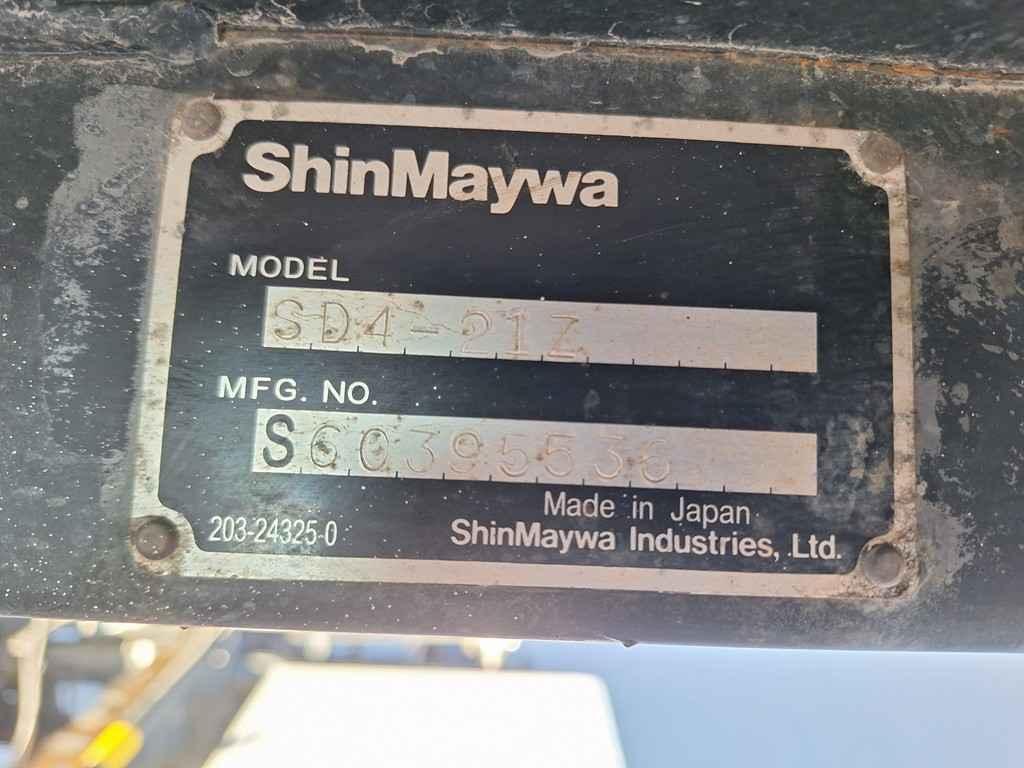 ShinMaywa
MODEL
SD4-21Z
MFG. NO.
S60395536
Made in Japan
203-24325-0
ShinMaywa Industries, Ltd.